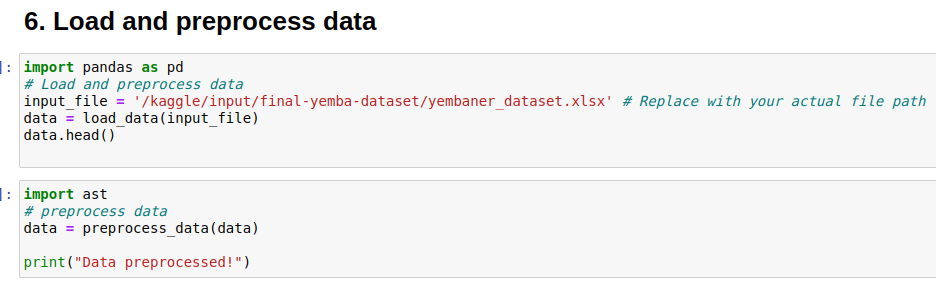 6. Load and preprocess data
]: import pandas as pd
# Load and preprocess data
input_file = '/kaggle/input/final-yemba-dataset/yembaner_dataset.xlsx' # Replace with your actual file path
data = load_data(input_file)
data.head()
]: import ast
# preprocess data
data = preprocess_data(data)
print("Data preprocessed!")